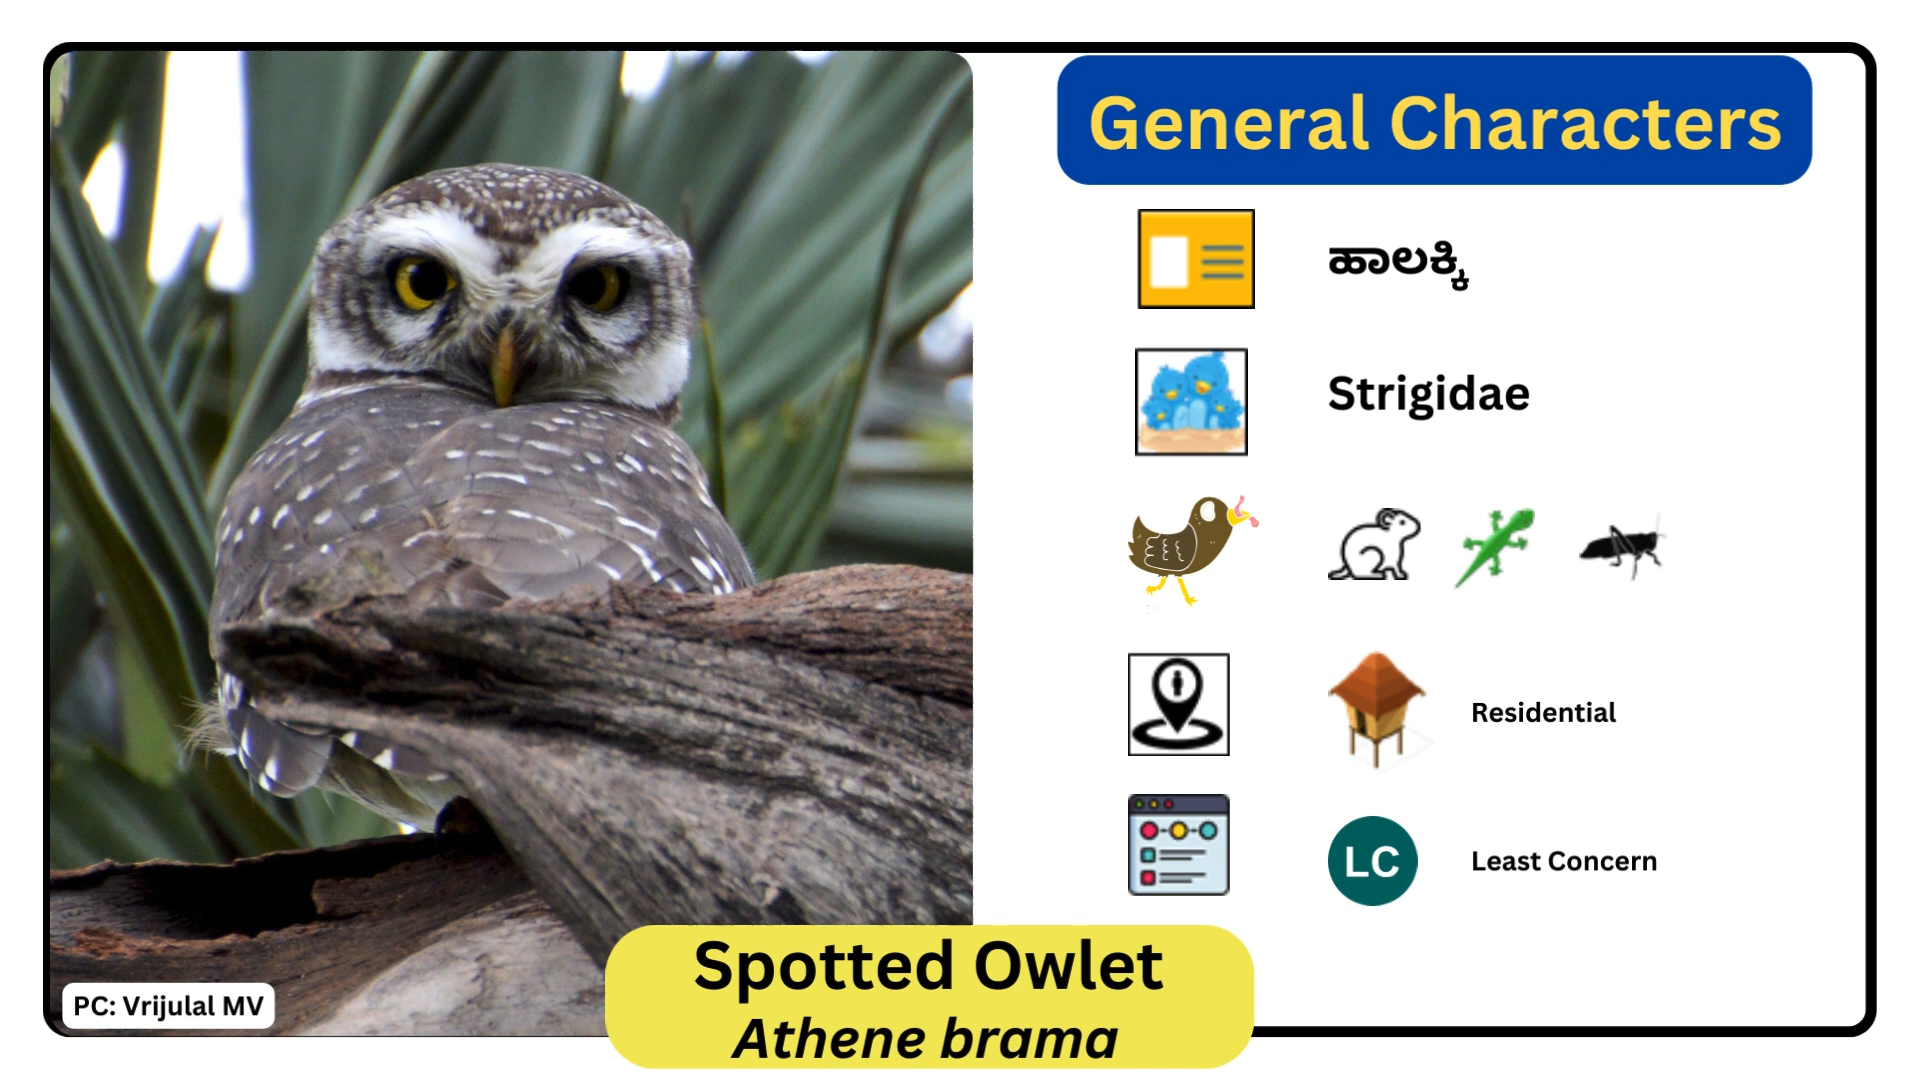 General Characters
ಹಾಲಕ್ಕಿ
Strigidae
Residential
LC Least Concern
Spotted Owlet
Athene brama
PC: Vrijulal MV